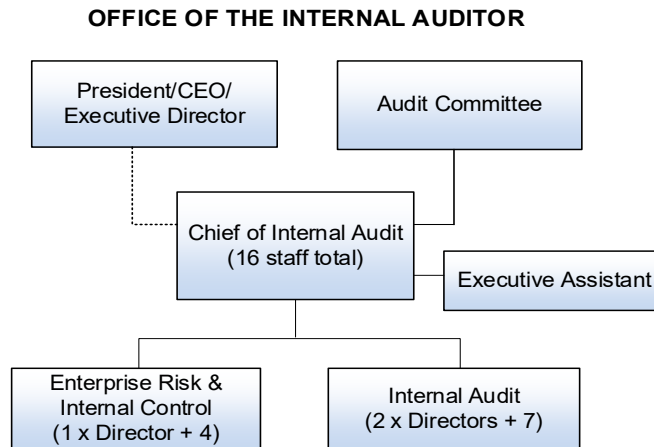 OFFICE OF THE INTERNAL AUDITOR
President/CEO/
Executive Director
Audit Committee
Chief of Internal Audit
(16 staff total)
Executive Assistant
Enterprise Risk &
Internal Control
(1 x Director + 4)
Internal Audit
(2 x Directors + 7)